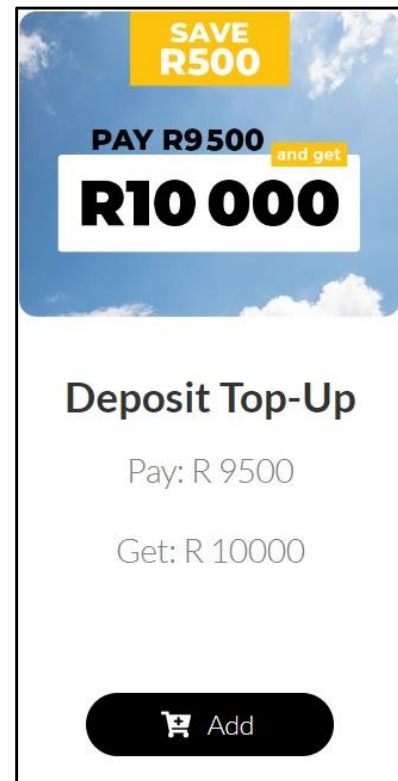 SAVE
R500
PAY R9500
and get
R10 000
Deposit Top-Up
Pay: R 9500
Get: R 10000
Add